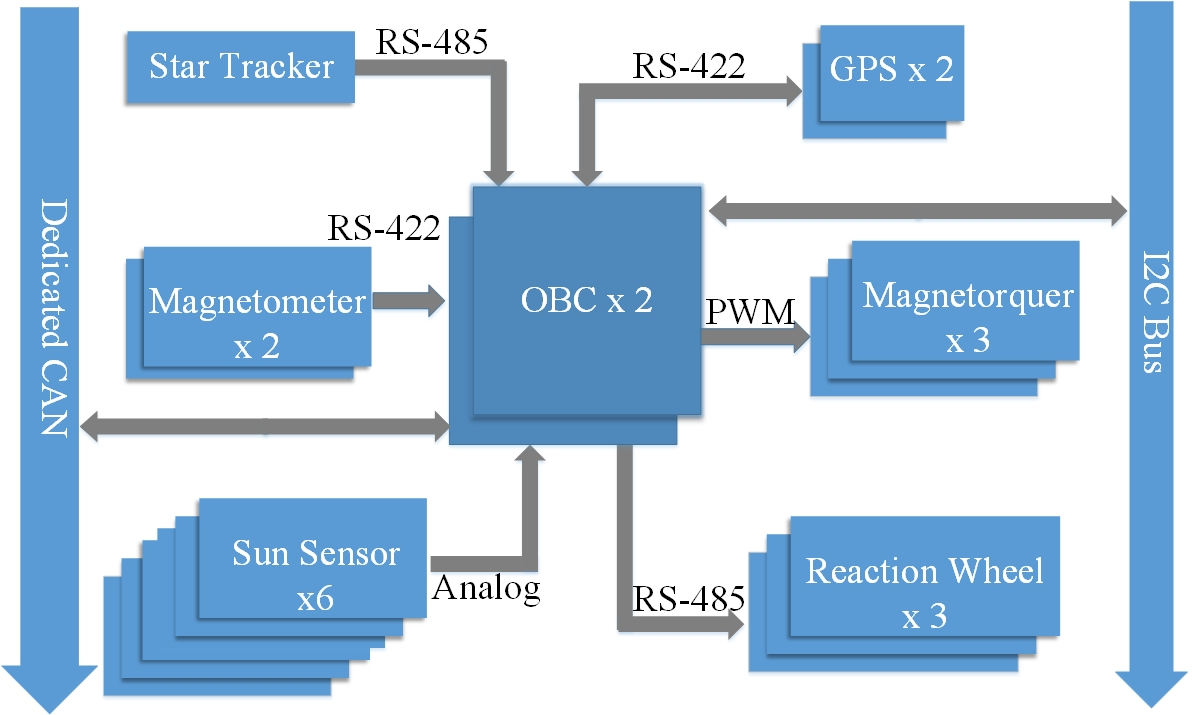 Star Tracker
RS-485
RS-422
GPS x 2
Dedicated CAN
RS-422
Magnetometer
x 2
OBC x 2
PWM
Magnetorquer
x 3
I2C Bus
Sun Sensor
x6
Analog
RS-485
Reaction Wheel
x 3